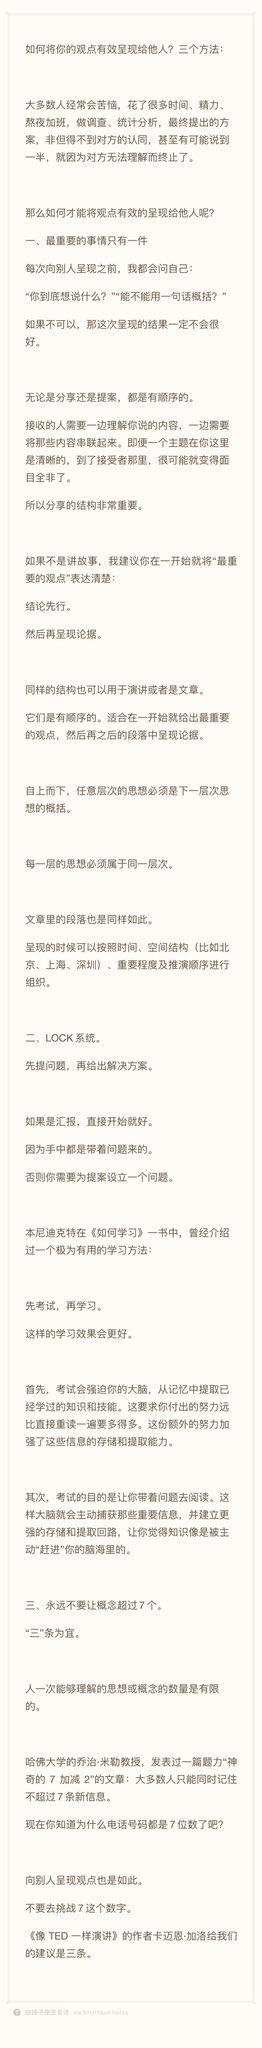 如何将你的观点有效呈现给他人？三个方法：
大多数人经常会苦恼，花了很多时间、精力、
熬夜加班，做调查、统计分析，最终提出的方
案，非但得不到对方的认同，甚至有可能说到
一半，就因为对方无法理解而终止了。
那么如何才能将观点有效的呈现给他人呢？
一、最重要的事情只有一件
每次向别人呈现之前，我都会问自己：
“你到底想说什么？”“能不能用一句话概括？”
如果不可以，那这次呈现的结果一定不会很
好。
无论是分享还是提案，都是有顺序的。
接收的人需要一边理解你说的内容，一边需要
将那些内容串联起来。即便一个主题在你这里
是清晰的，到了接受者那里，很可能就变得面
目全非了。
所以分享的结构非常重要。
如果不是讲故事，我建议你在一开始就将“最重
要的观点”表达清楚：
结论先行。
然后再呈现论据。
同样的结构也可以用于演讲或者是文章。
它们是有顺序的。适合在一开始就给出最重要
的观点，然后再之后的段落中呈现论据。
自上而下，任意层次的思想必须是下一层次思
想的概括。
每一层的思想必须属于同一层次。
文章里的段落也是同样如此。
呈现的时候可以按照时间、空间结构（比如北
京、上海、深圳）、重要程度及推演顺序进行
组织。
二、LOCK 系统。
先提问题，再给出解决方案。
如果是汇报，直接开始就好。
因为手中都是带着问题来的。
否则你需要为提案设立一个问题。
本尼迪克特在《如何学习》一书中，曾经介绍
过一个极为有用的学习方法：
先考试，再学习。
这样的学习效果会更好。
首先，考试会强迫你的大脑，从记忆中提取已
经学过的知识和技能。这要求你付出的努力远
比直接重读一遍要多得多。这份额外的努力加
强了这些信息的存储和提取能力。
其次，考试的目的是让你带着问题去阅读。这
样大脑就会主动捕获那些重要信息，并建立更
强的存储和提取回路，让你觉得知识像是被主
动“赶进”你的脑海里的。
三、永远不要让概念超过 7 个。
“三”条为宜。
人一次能够理解的思想或概念的数量是有限
的。
哈佛大学的乔治·米勒教授，发表过一篇题力“神
奇的 7 加减 2”的文章：大多数人只能同时记住
不超过 7 条新信息。
现在你知道为什么电话号码都是 7 位数了吧？
向别人呈现观点也是如此。
不要去挑战 7 这个数字。
《像 TED 一样演讲》的作者卡迈恩·加洛给我们
的建议是三条。
由锤子便签发送 via Smartisan Notes